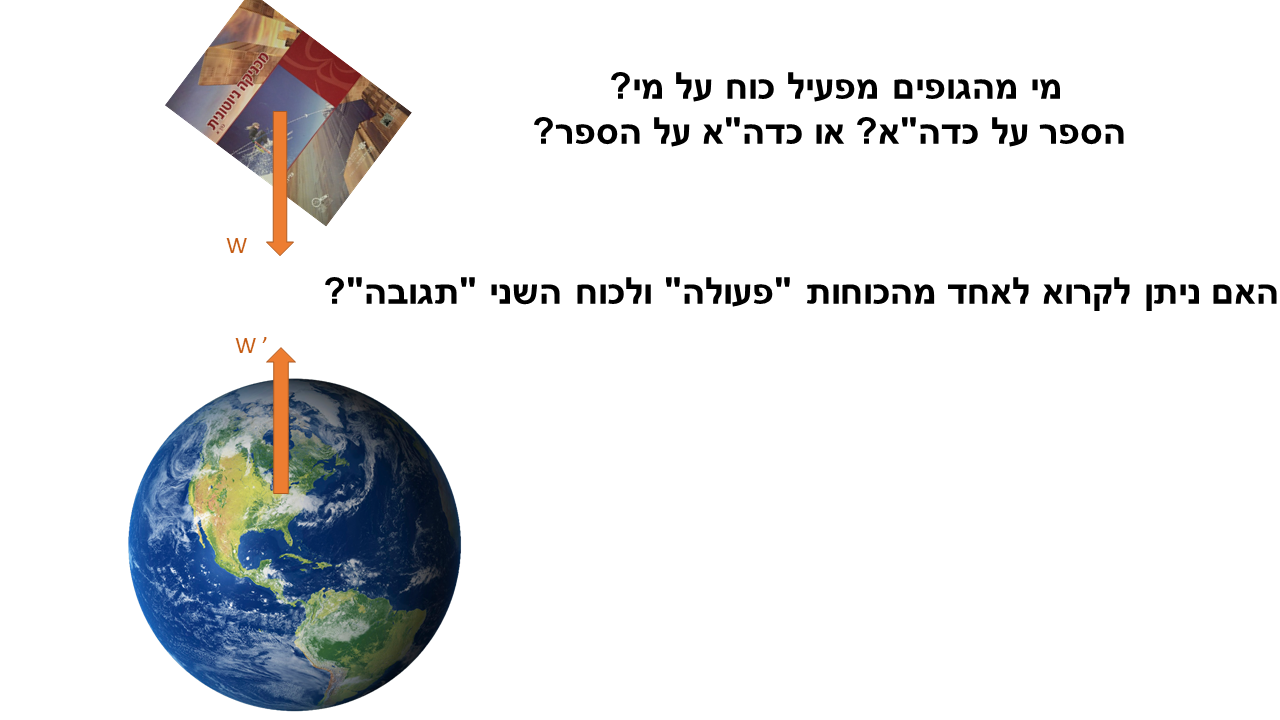 מכניקה ניוטונית
מי מהגופים מפעיל כוח על מי?
הספר על כדה"א? או כדה"א על הספר?
W
האם ניתן לקרוא לאחד מהכוחות "פעולה" ולכוח השני "תגובה"?
W ’